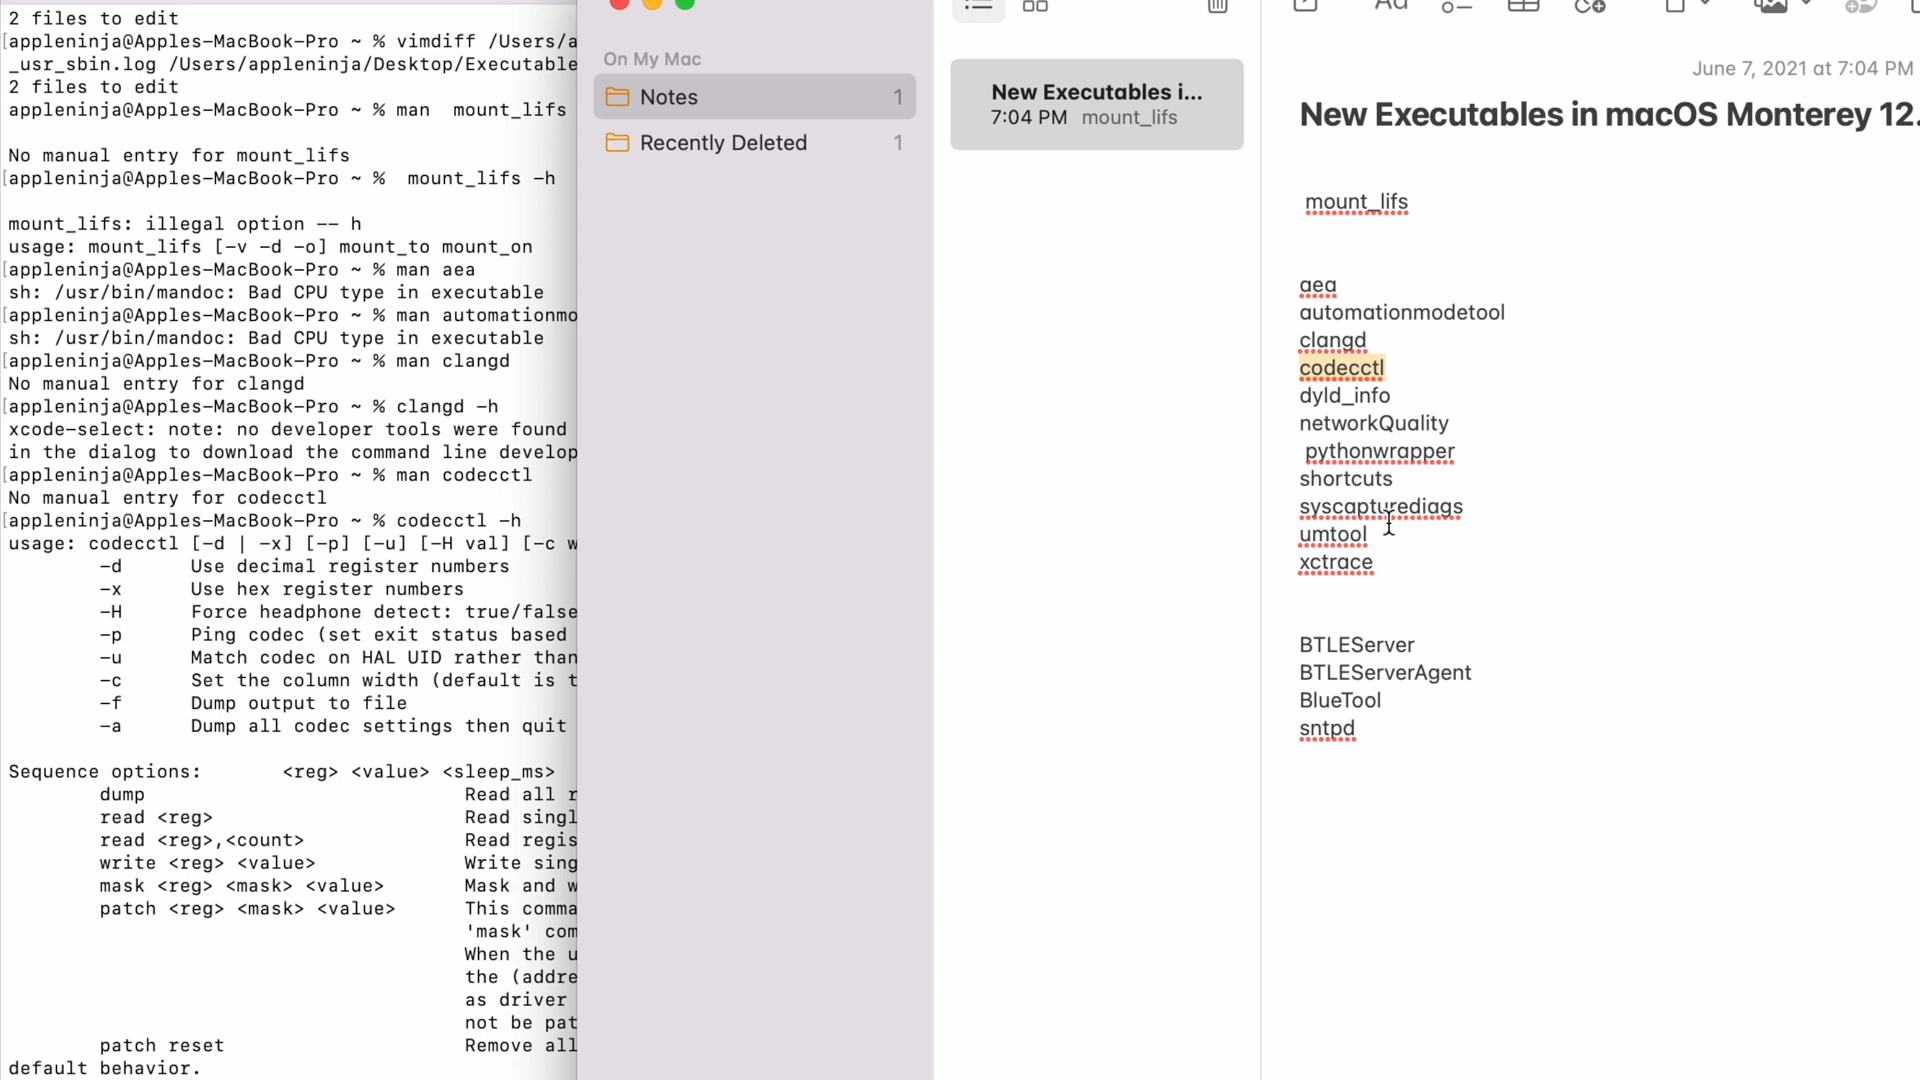 2 files to edit
[appleninja@Apples-MacBook-Pro ~ % vimdiff /Users/a
_usr_sbin.log /Users/appleninja/Desktop/Executable
2 files to edit
appleninja@Apples-MacBook-Pro ~ % man  mount_lifs
No manual entry for mount_lifs
[appleninja@Apples-MacBook-Pro ~ %  mount_lifs -h
mount_lifs: illegal option -- h
usage: mount_lifs [-v -d -o] mount_to mount_on
[appleninja@Apples-MacBook-Pro ~ % man aea
sh: /usr/bin/mandoc: Bad CPU type in executable
[appleninja@Apples-MacBook-Pro ~ % man automationmo
sh: /usr/bin/mandoc: Bad CPU type in executable
[appleninja@Apples-MacBook-Pro ~ % man clangd
No manual entry for clangd
[appleninja@Apples-MacBook-Pro ~ % clangd -h
xcode-select: note: no developer tools were found
in the dialog to download the command line develop
[appleninja@Apples-MacBook-Pro ~ % man codecctl
No manual entry for codecctl
[appleninja@Apples-MacBook-Pro ~ % codecctl -h
usage: codecctl [-d | -x] [-p] [-u] [-H val] [-c w
-d Use decimal register numbers
-x Use hex register numbers
-H Force headphone detect: true/false
-p Ping codec (set exit status based
-u Match codec on HAL UID rather than
-c Set the column width (default is t
-f Dump output to file
-a Dump all codec settings then quit
Sequence options: <reg> <value> <sleep_ms>
dump Read all r
read <reg> Read singl
read <reg>,<count> Read regis
write <reg> <value> Write sing
mask <reg> <mask> <value> Mask and w
patch <reg> <mask> <value> This comma
'mask' com
When the u
the (addre
as driver
not be pat
patch reset Remove all
default behavior.
On My Mac
Notes 1
Recently Deleted 1
New Executables i...
7:04 PM mount_lifs
Aa
June 7, 2021 at 7:04 PM
New Executables in macOS Monterey 12.
mount_lifs
aea
automationmodetool
clangd
codecctl
dyld_info
networkQuality
pythonwrapper
shortcuts
syscapturediags
umtool
xctrace
BTLEServer
BTLEServerAgent
BlueTool
sntpd